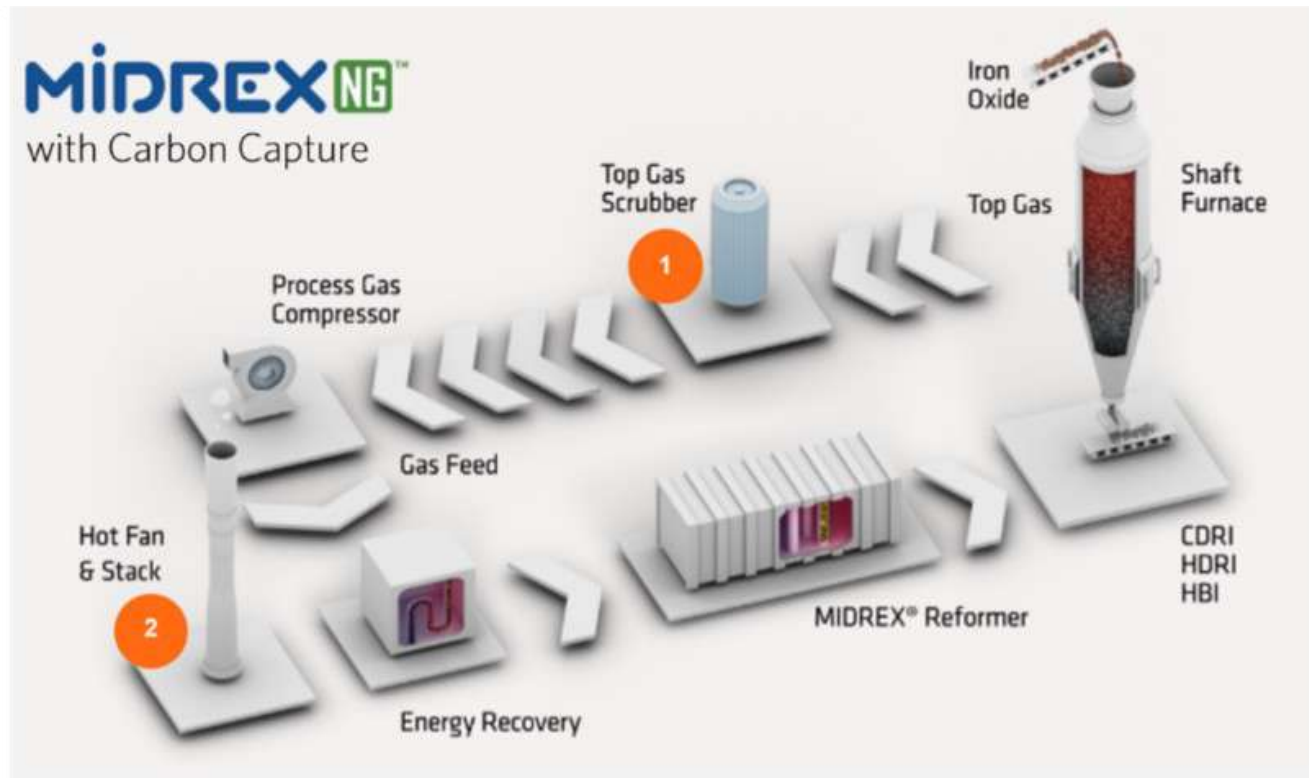 MIDREX NG™
with Carbon Capture
Iron
Oxide
Top Gas
Scrubber
Top Gas
Shaft
Furnace
1
Process Gas
Compressor
Gas Feed
Hot Fan
& Stack
2
CDRI
HDRI
HBI
MIDREX® Reformer
Energy Recovery